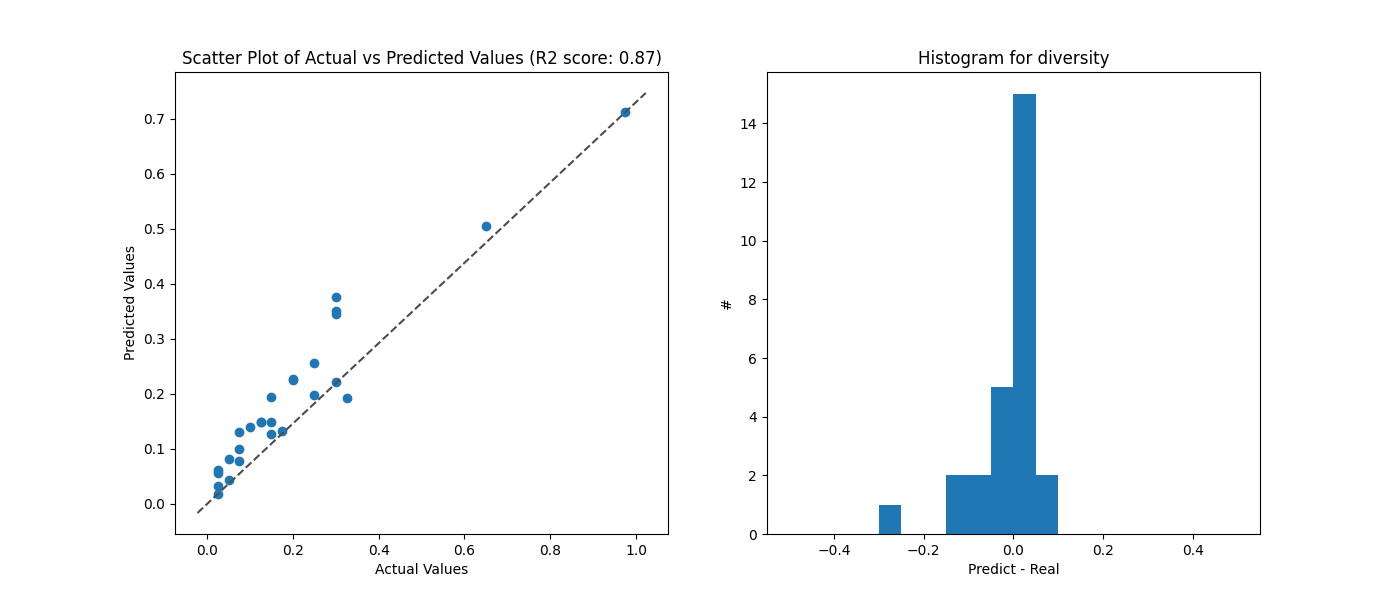 Scatter Plot of Actual vs Predicted Values (R2 score: 0.87)
Predicted Values
0.7
0.6
0.5
0.4
0.3
0.2
0.1
0.0
0.0 0.2 0.4 0.6 0.8 1.0
Actual Values
Histogram for diversity
#
14
12
10
8
6
4
2
0
−0.4 −0.2 0.0 0.2 0.4
Predict - Real